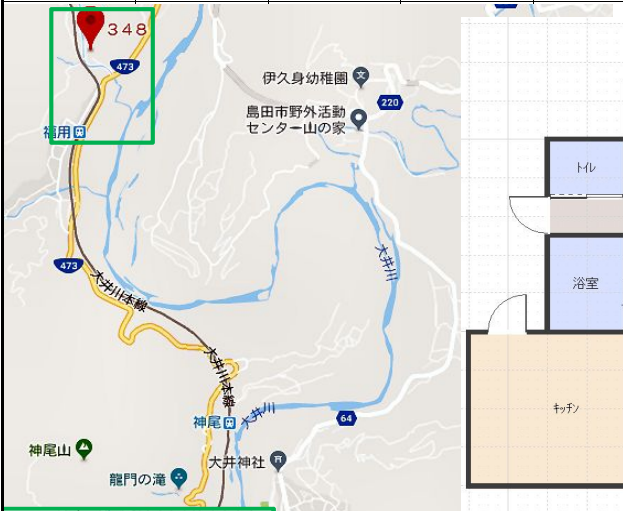 348
473
伊久身幼稚園
220
島田市野外活動
センター山の家
福用
トイレ
大井川
473
大井川本線
浴室
大井川本線
大井川
64
神尾
キッチン
神尾山
大井神社
龍門の滝